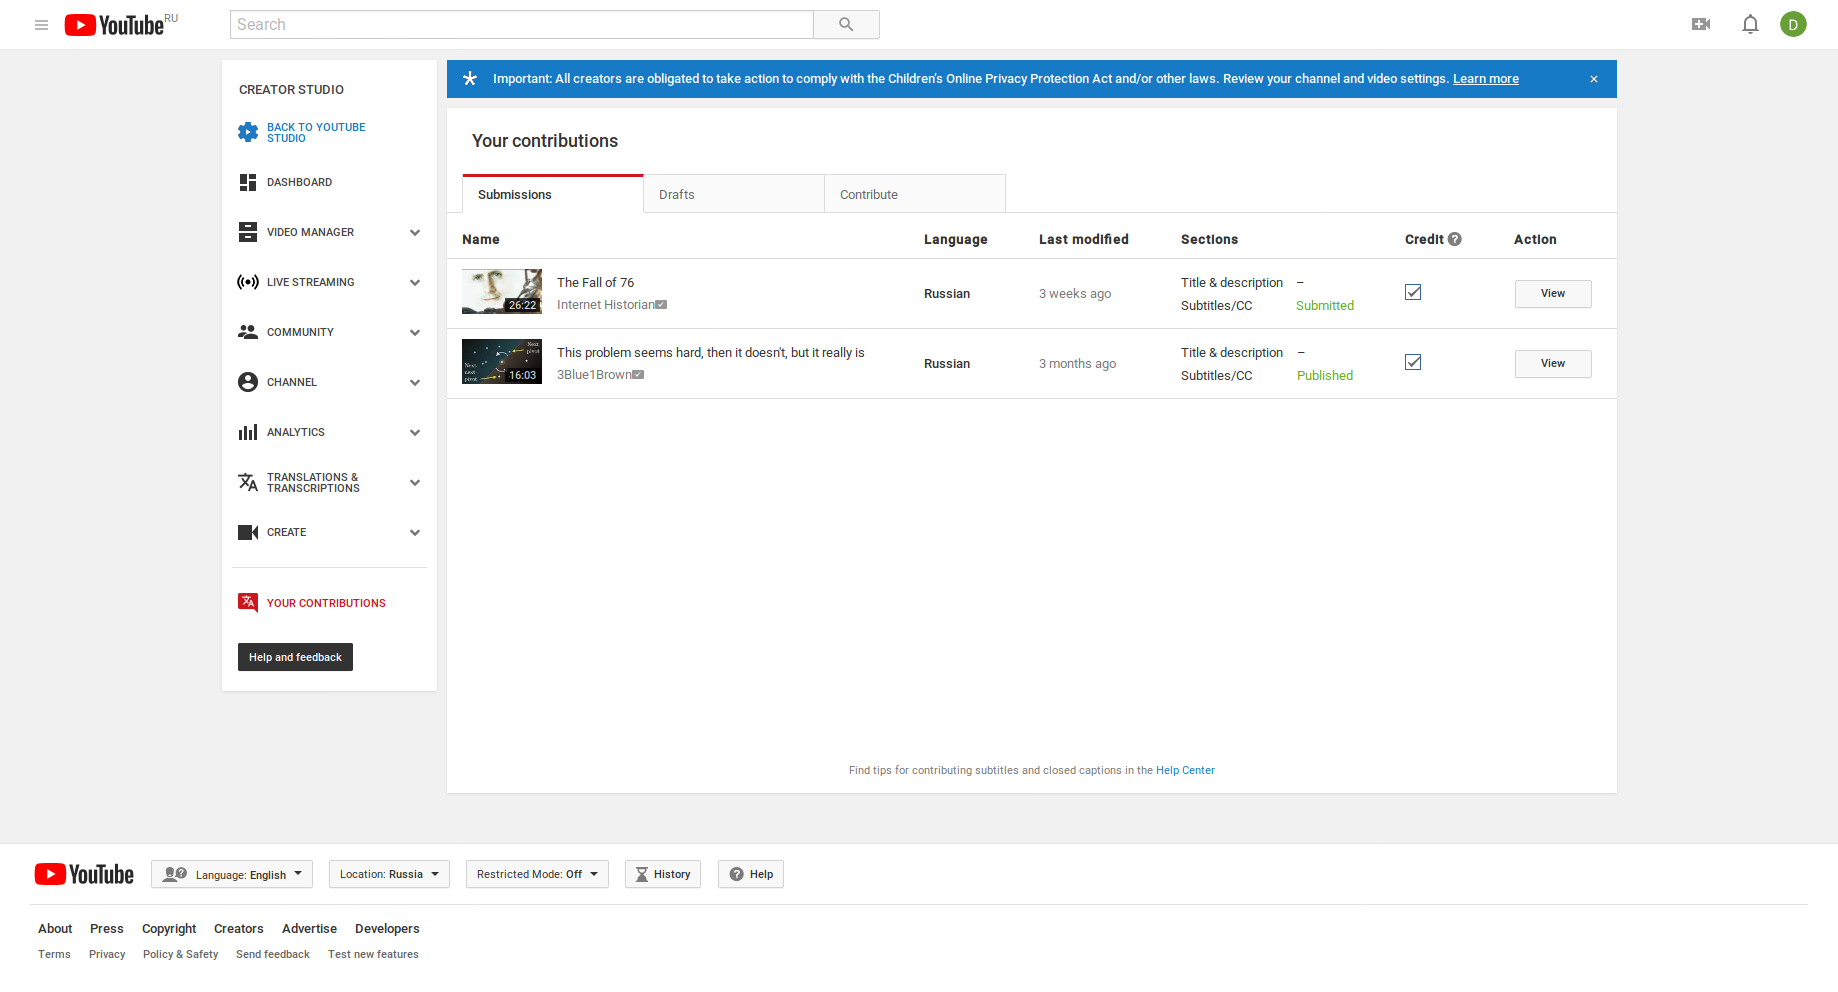 YouTube RU
Search
D
CREATOR STUDIO
BACK TO YOUTUBE
STUDIO
DASHBOARD
VIDEO MANAGER
LIVE STREAMING
COMMUNITY
CHANNEL
ANALYTICS
TRANSLATIONS &
TRANSCRIPTIONS
CREATE
YOUR CONTRIBUTIONS
Help and feedback
Important: All creators are obligated to take action to comply with the Children's Online Privacy Protection Act and/or other laws. Review your channel and video settings. Learn more
Your contributions
Submissions Drafts Contribute
Name Language Last modified Sections Credit ? Action
26:22
The Fall of 76
Internet Historian
Russian
3 weeks ago
Title & description –
Subtitles/CC Submitted
View
Next
pivot
Next
next
pivot
16:03
This problem seems hard, then it doesn't, but it really is
3Blue1Brown
Russian
3 months ago
Title & description –
Subtitles/CC Published
View
Find tips for contributing subtitles and closed captions in the Help Center
YouTube Language: English Location: Russia Restricted Mode: Off History Help
About Press Copyright Creators Advertise Developers
Terms Privacy Policy & Safety Send feedback Test new features